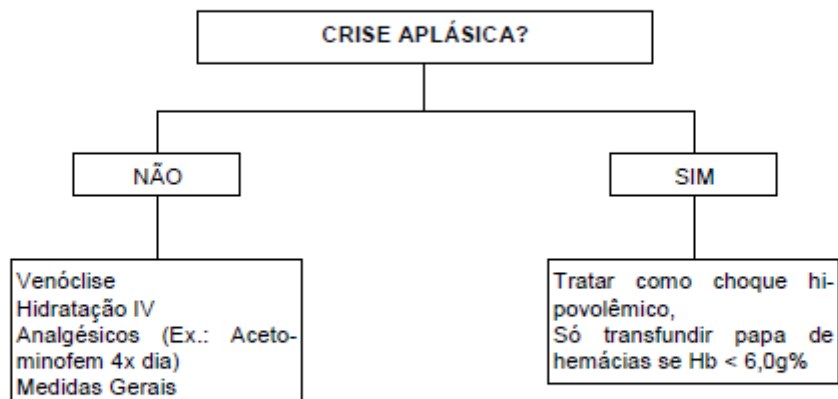 CRISE APLÁSICA?
NÃO
SIM
Venóclise
Hidratação IV
Analgésicos (Ex.: Aceto-
minofem 4x dia)
Medidas Gerais
Tratar como choque hi-
povolêmico,
Só transfundir papa de
hemácias se Hb < 6,0g%